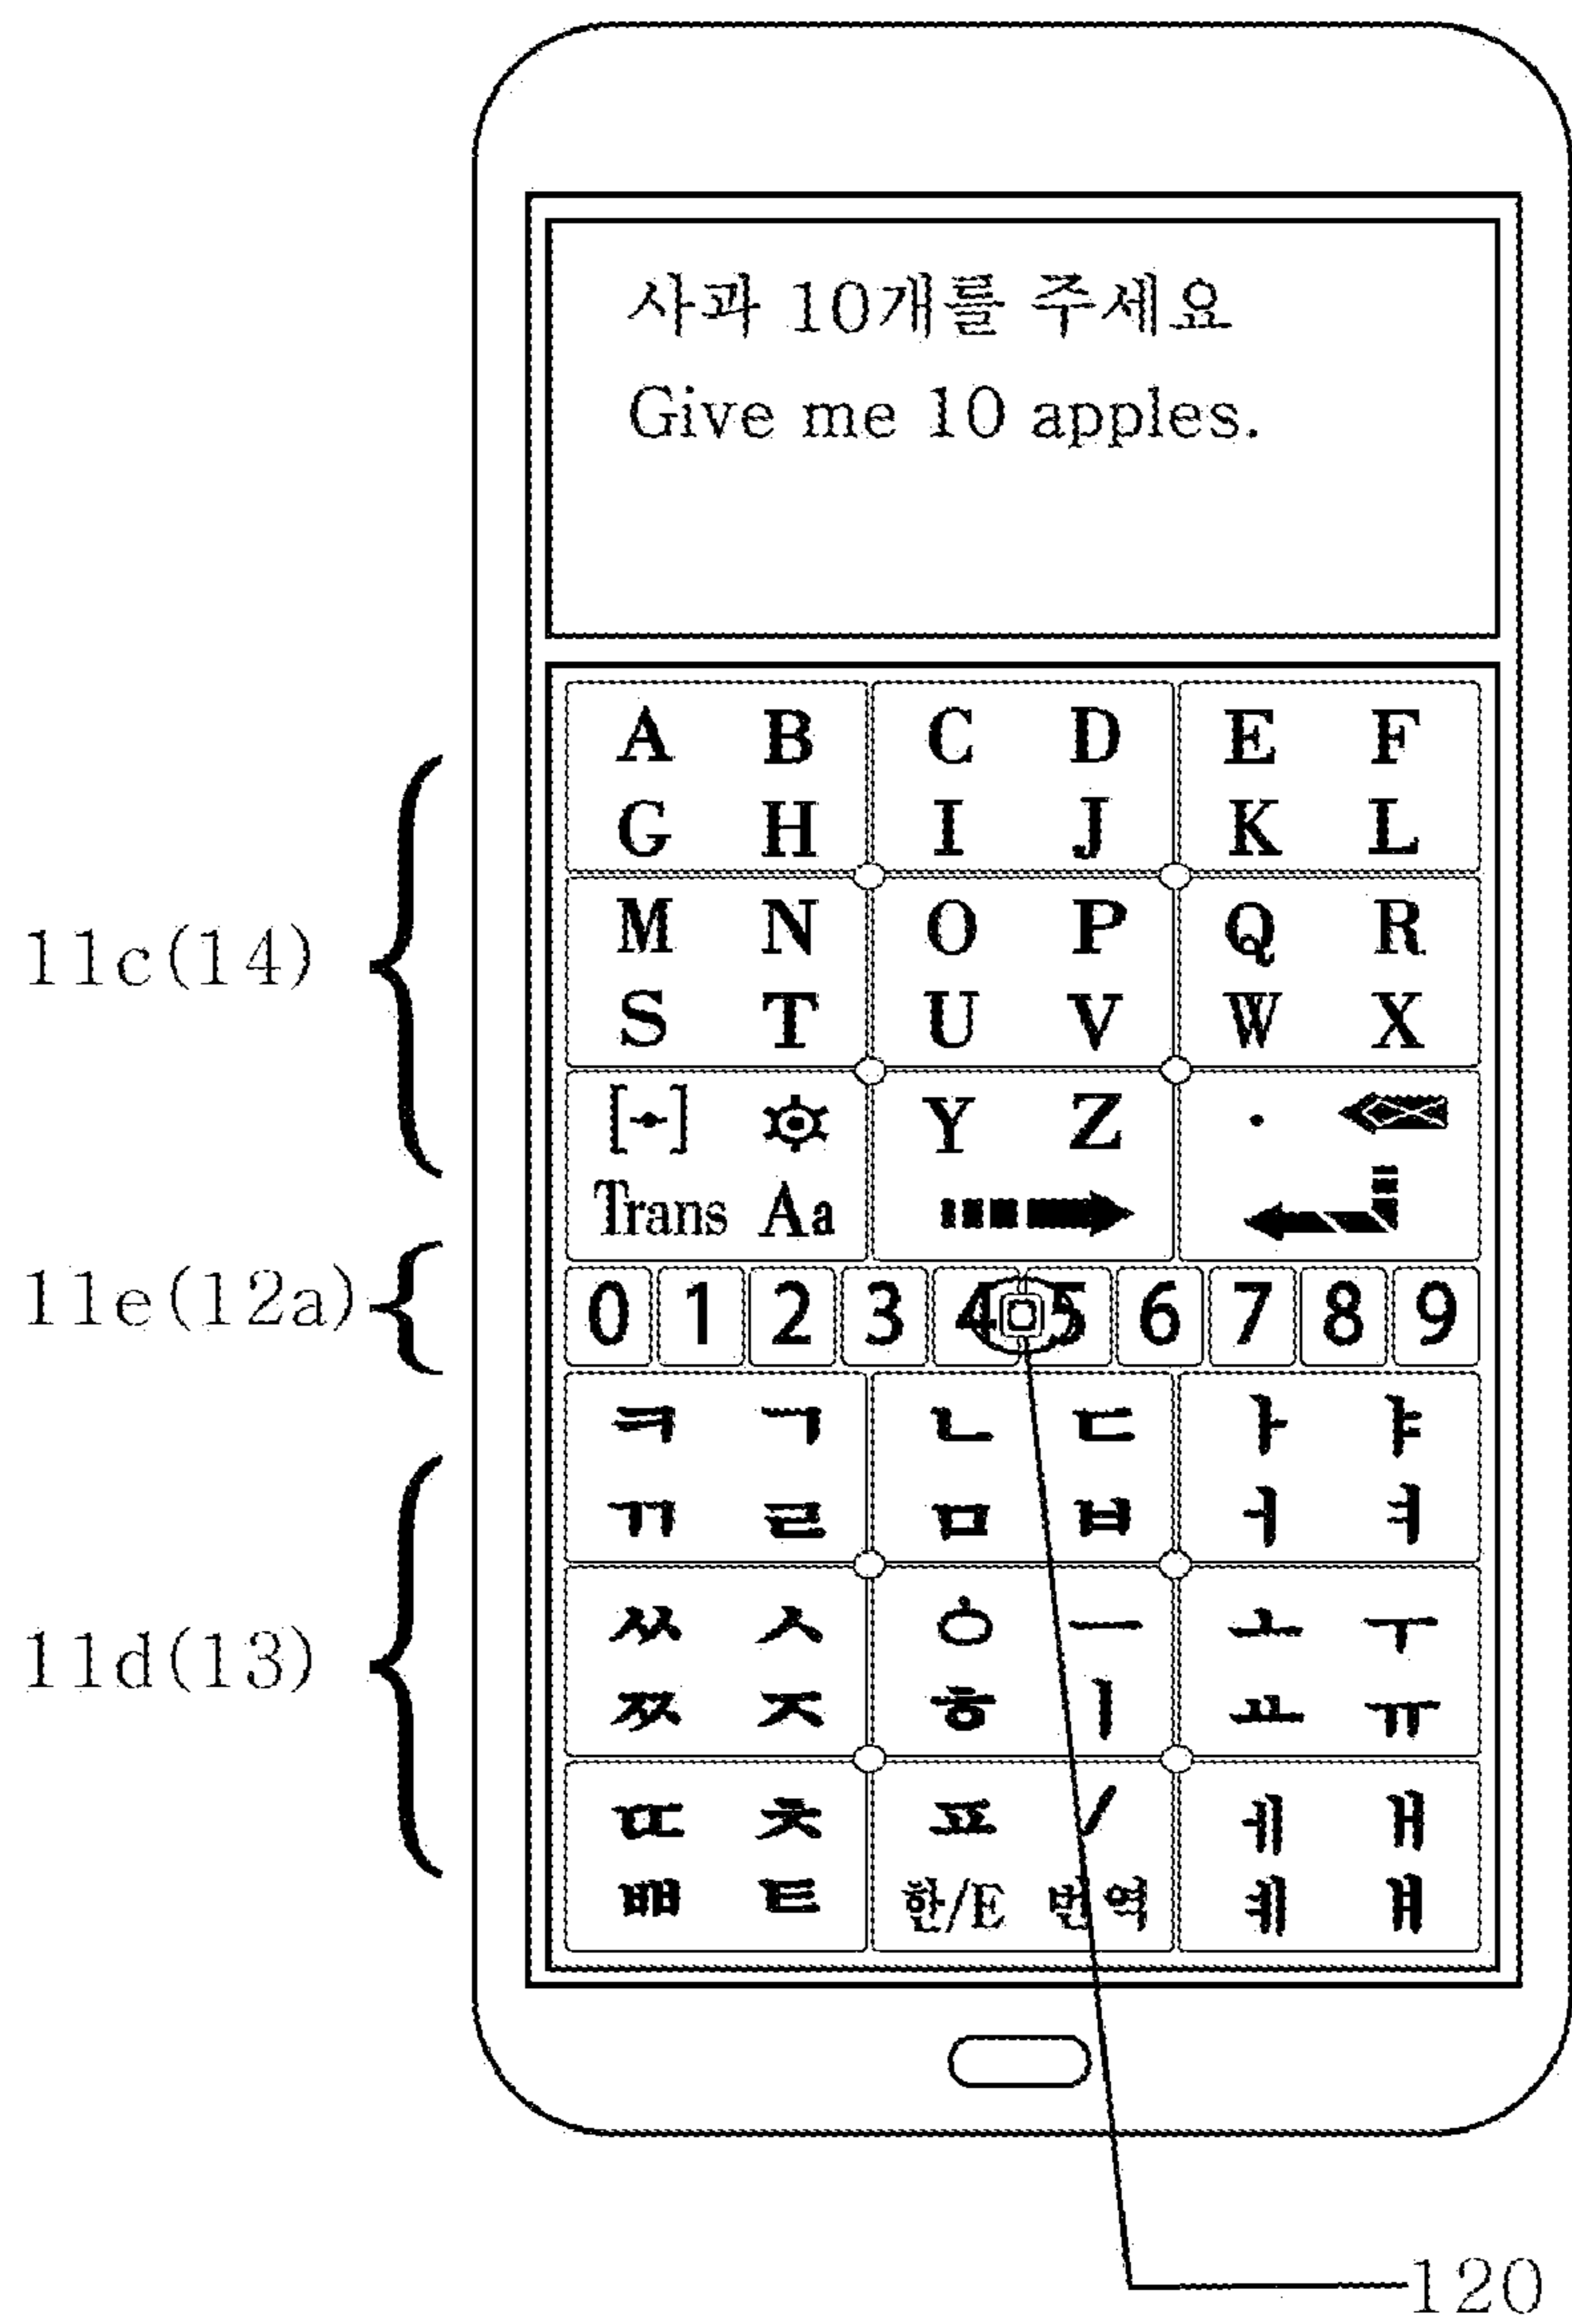 사과 10개를 주세요
Give me 10 apples.
A B C D E F
G H I J K L
M N O P Q R
S T U V W X
[-] Y Z .
Trans Aa
11c(14)
0 1 2 3 4 5 6 7 8 9
11e(12a)
ㅋ ㄱ ㄴ ㄷ ㅏ ㅑ
ㄲ ㄹ ㅁ ㅂ ㅓ ㅕ
ㅆ ㅅ ㅇ ㅡ ㅗ ㅜ
ㅉ ㅈ ㅎ ㅣ ㅛ ㅠ
11d(13)
ㄸ ㅊ ㅍ / ㅔ ㅐ
ㅃ ㅌ 한/E 번역 ㅖ ㅒ
120